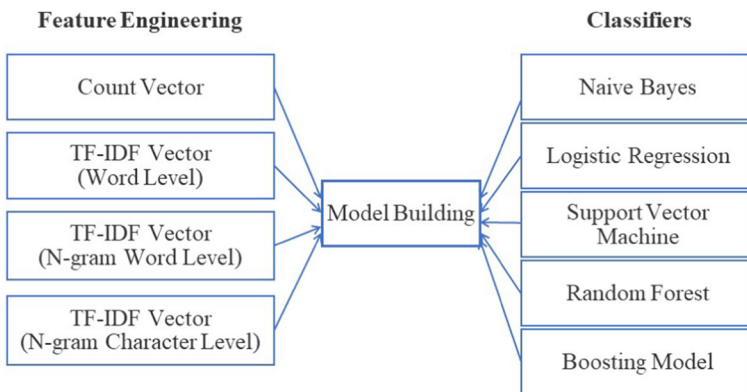 Feature Engineering
Count Vector
TF-IDF Vector
(Word Level)
TF-IDF Vector
(N-gram Word Level)
TF-IDF Vector
(N-gram Character Level)
Model Building
Classifiers
Naive Bayes
Logistic Regression
Support Vector
Machine
Random Forest
Boosting Model